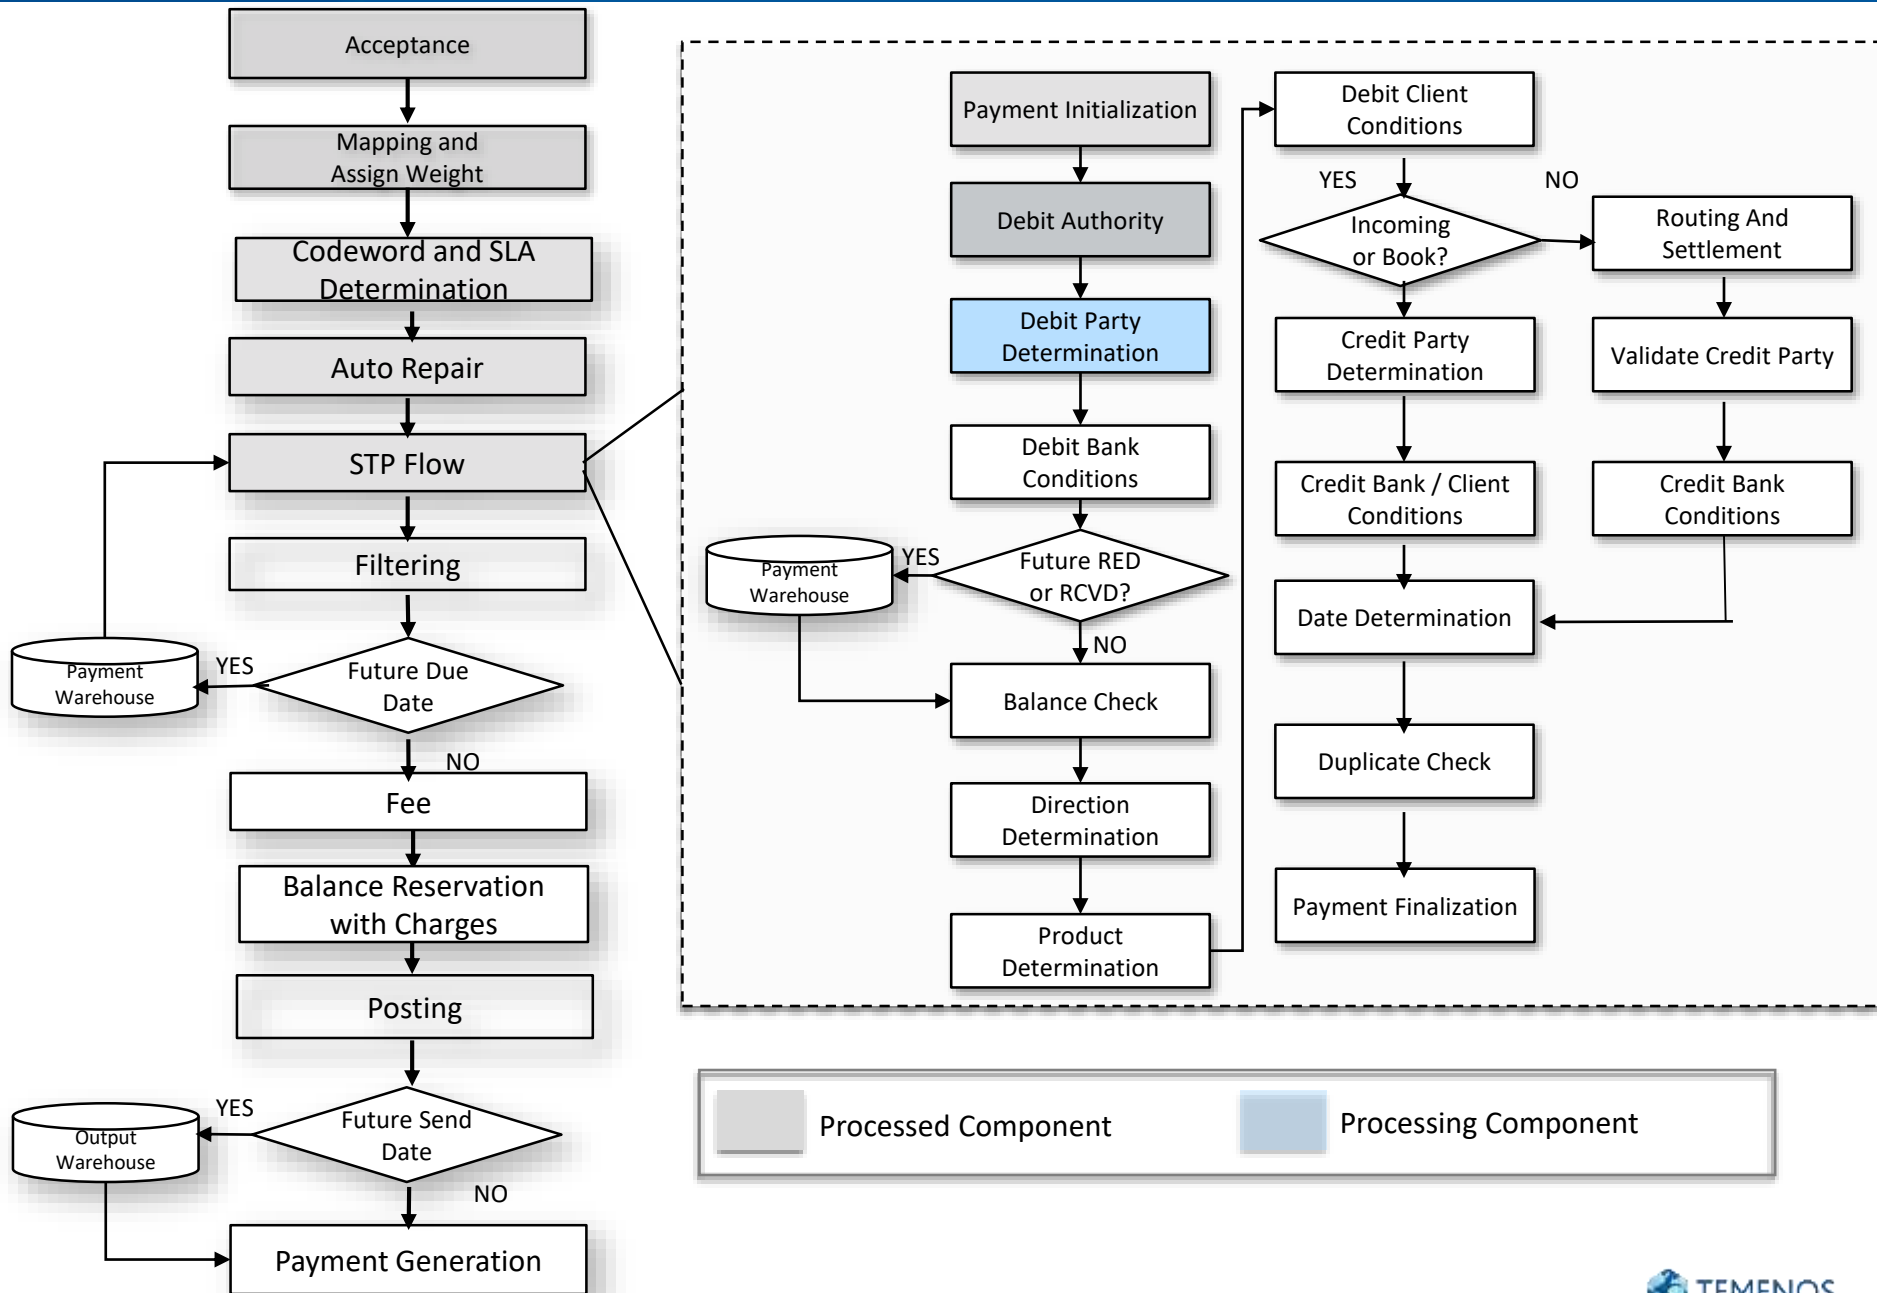 Acceptance
Mapping and
Assign Weight
Codeword and SLA
Determination
Auto Repair
STP Flow
Filtering
Payment
Warehouse
YES
Future Due
Date
NO
Fee
Balance Reservation
with Charges
Posting
Output
Warehouse
YES
Future Send
Date
NO
Payment Generation
Payment Initialization
Debit Authority
Debit Party
Determination
Debit Bank
Conditions
Payment
Warehouse
YES
Future RED
or RCVD?
NO
Balance Check
Direction
Determination
Product
Determination
Debit Client
Conditions
YES
NO
Incoming
or Book?
Routing And
Settlement
Credit Party
Determination
Validate Credit Party
Credit Bank / Client
Conditions
Credit Bank
Conditions
Date Determination
Duplicate Check
Payment Finalization
Processed Component
Processing Component
TEMENOS